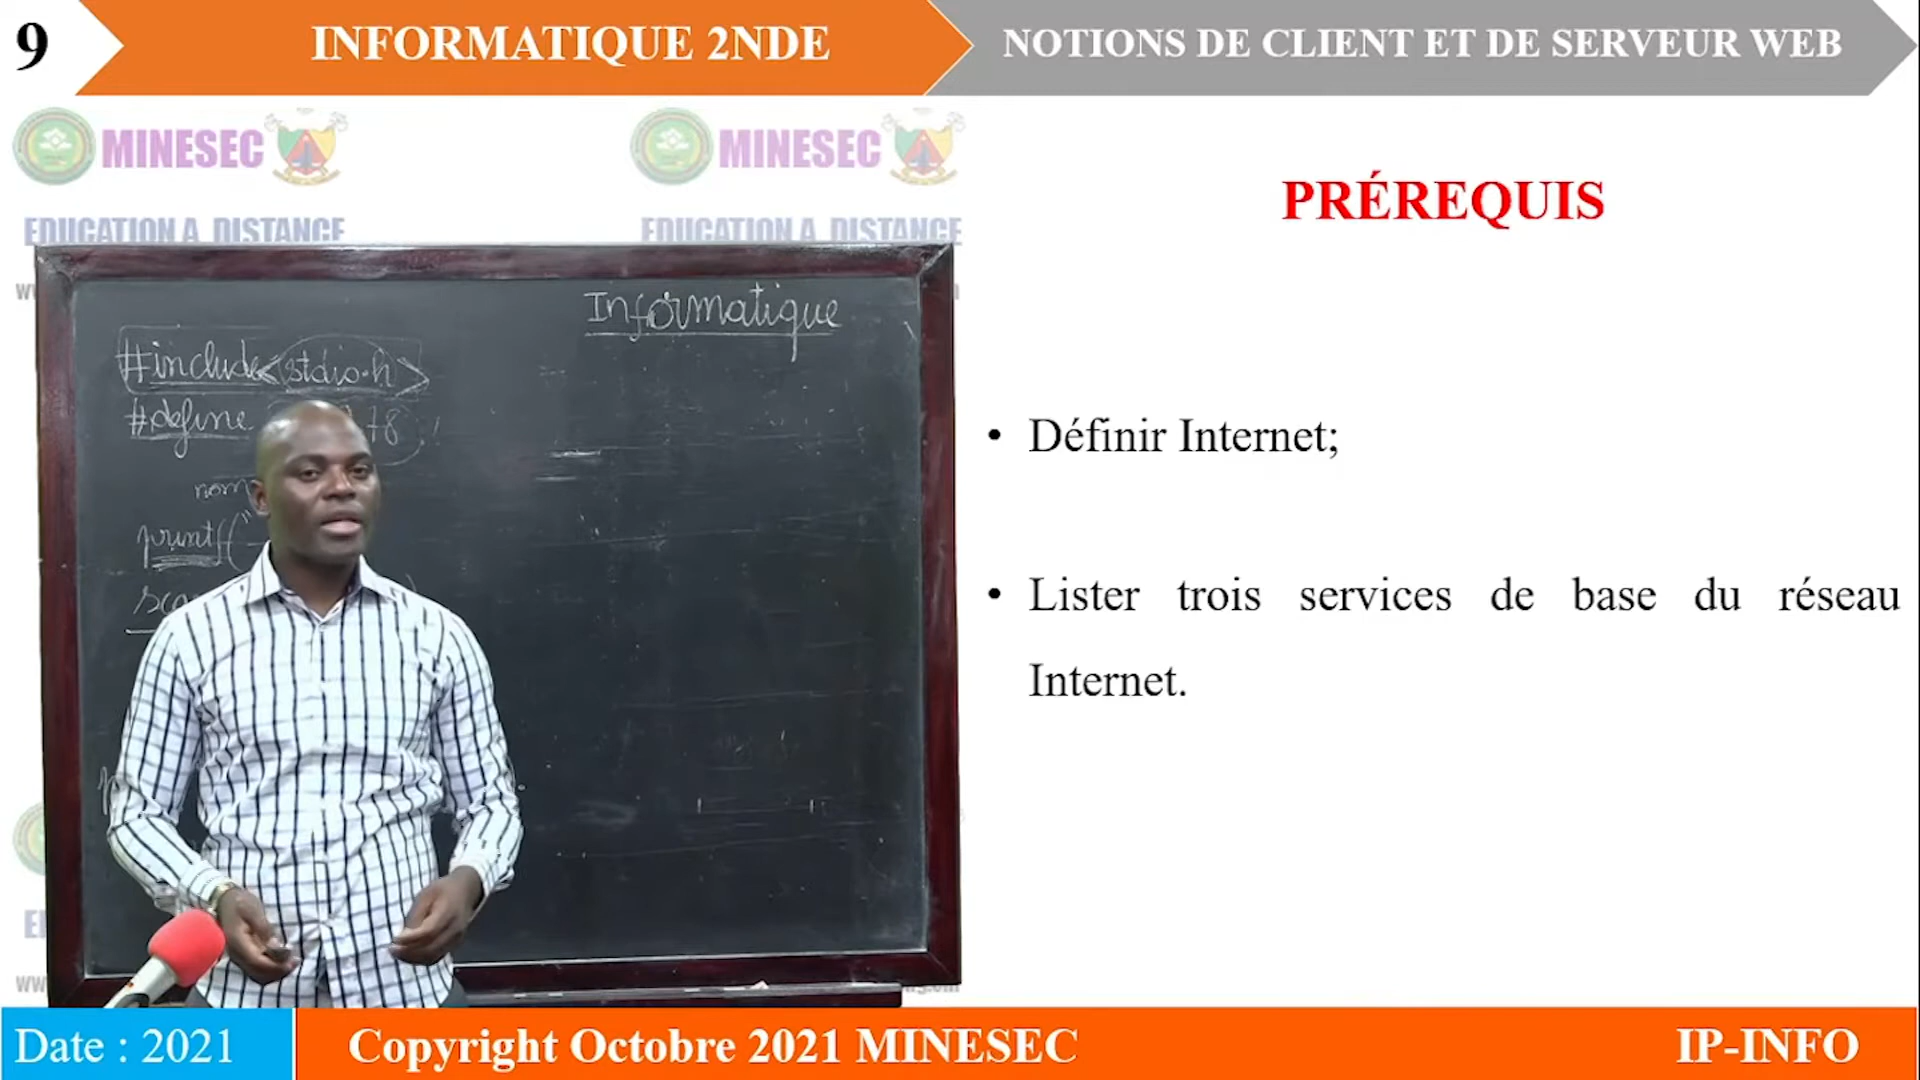 9
INFORMATIQUE 2NDE
NOTIONS DE CLIENT ET DE SERVEUR WEB
MINESEC
MINESEC
EDUCATION A DISTANCE
EDUCATION A DISTANCE
PRÉREQUIS
Informatique
#include<stdio.h>
#define
nom
printf("
• Définir Internet;
• Lister trois services de base du réseau
Internet.
Date : 2021
Copyright Octobre 2021 MINESEC
IP-INFO